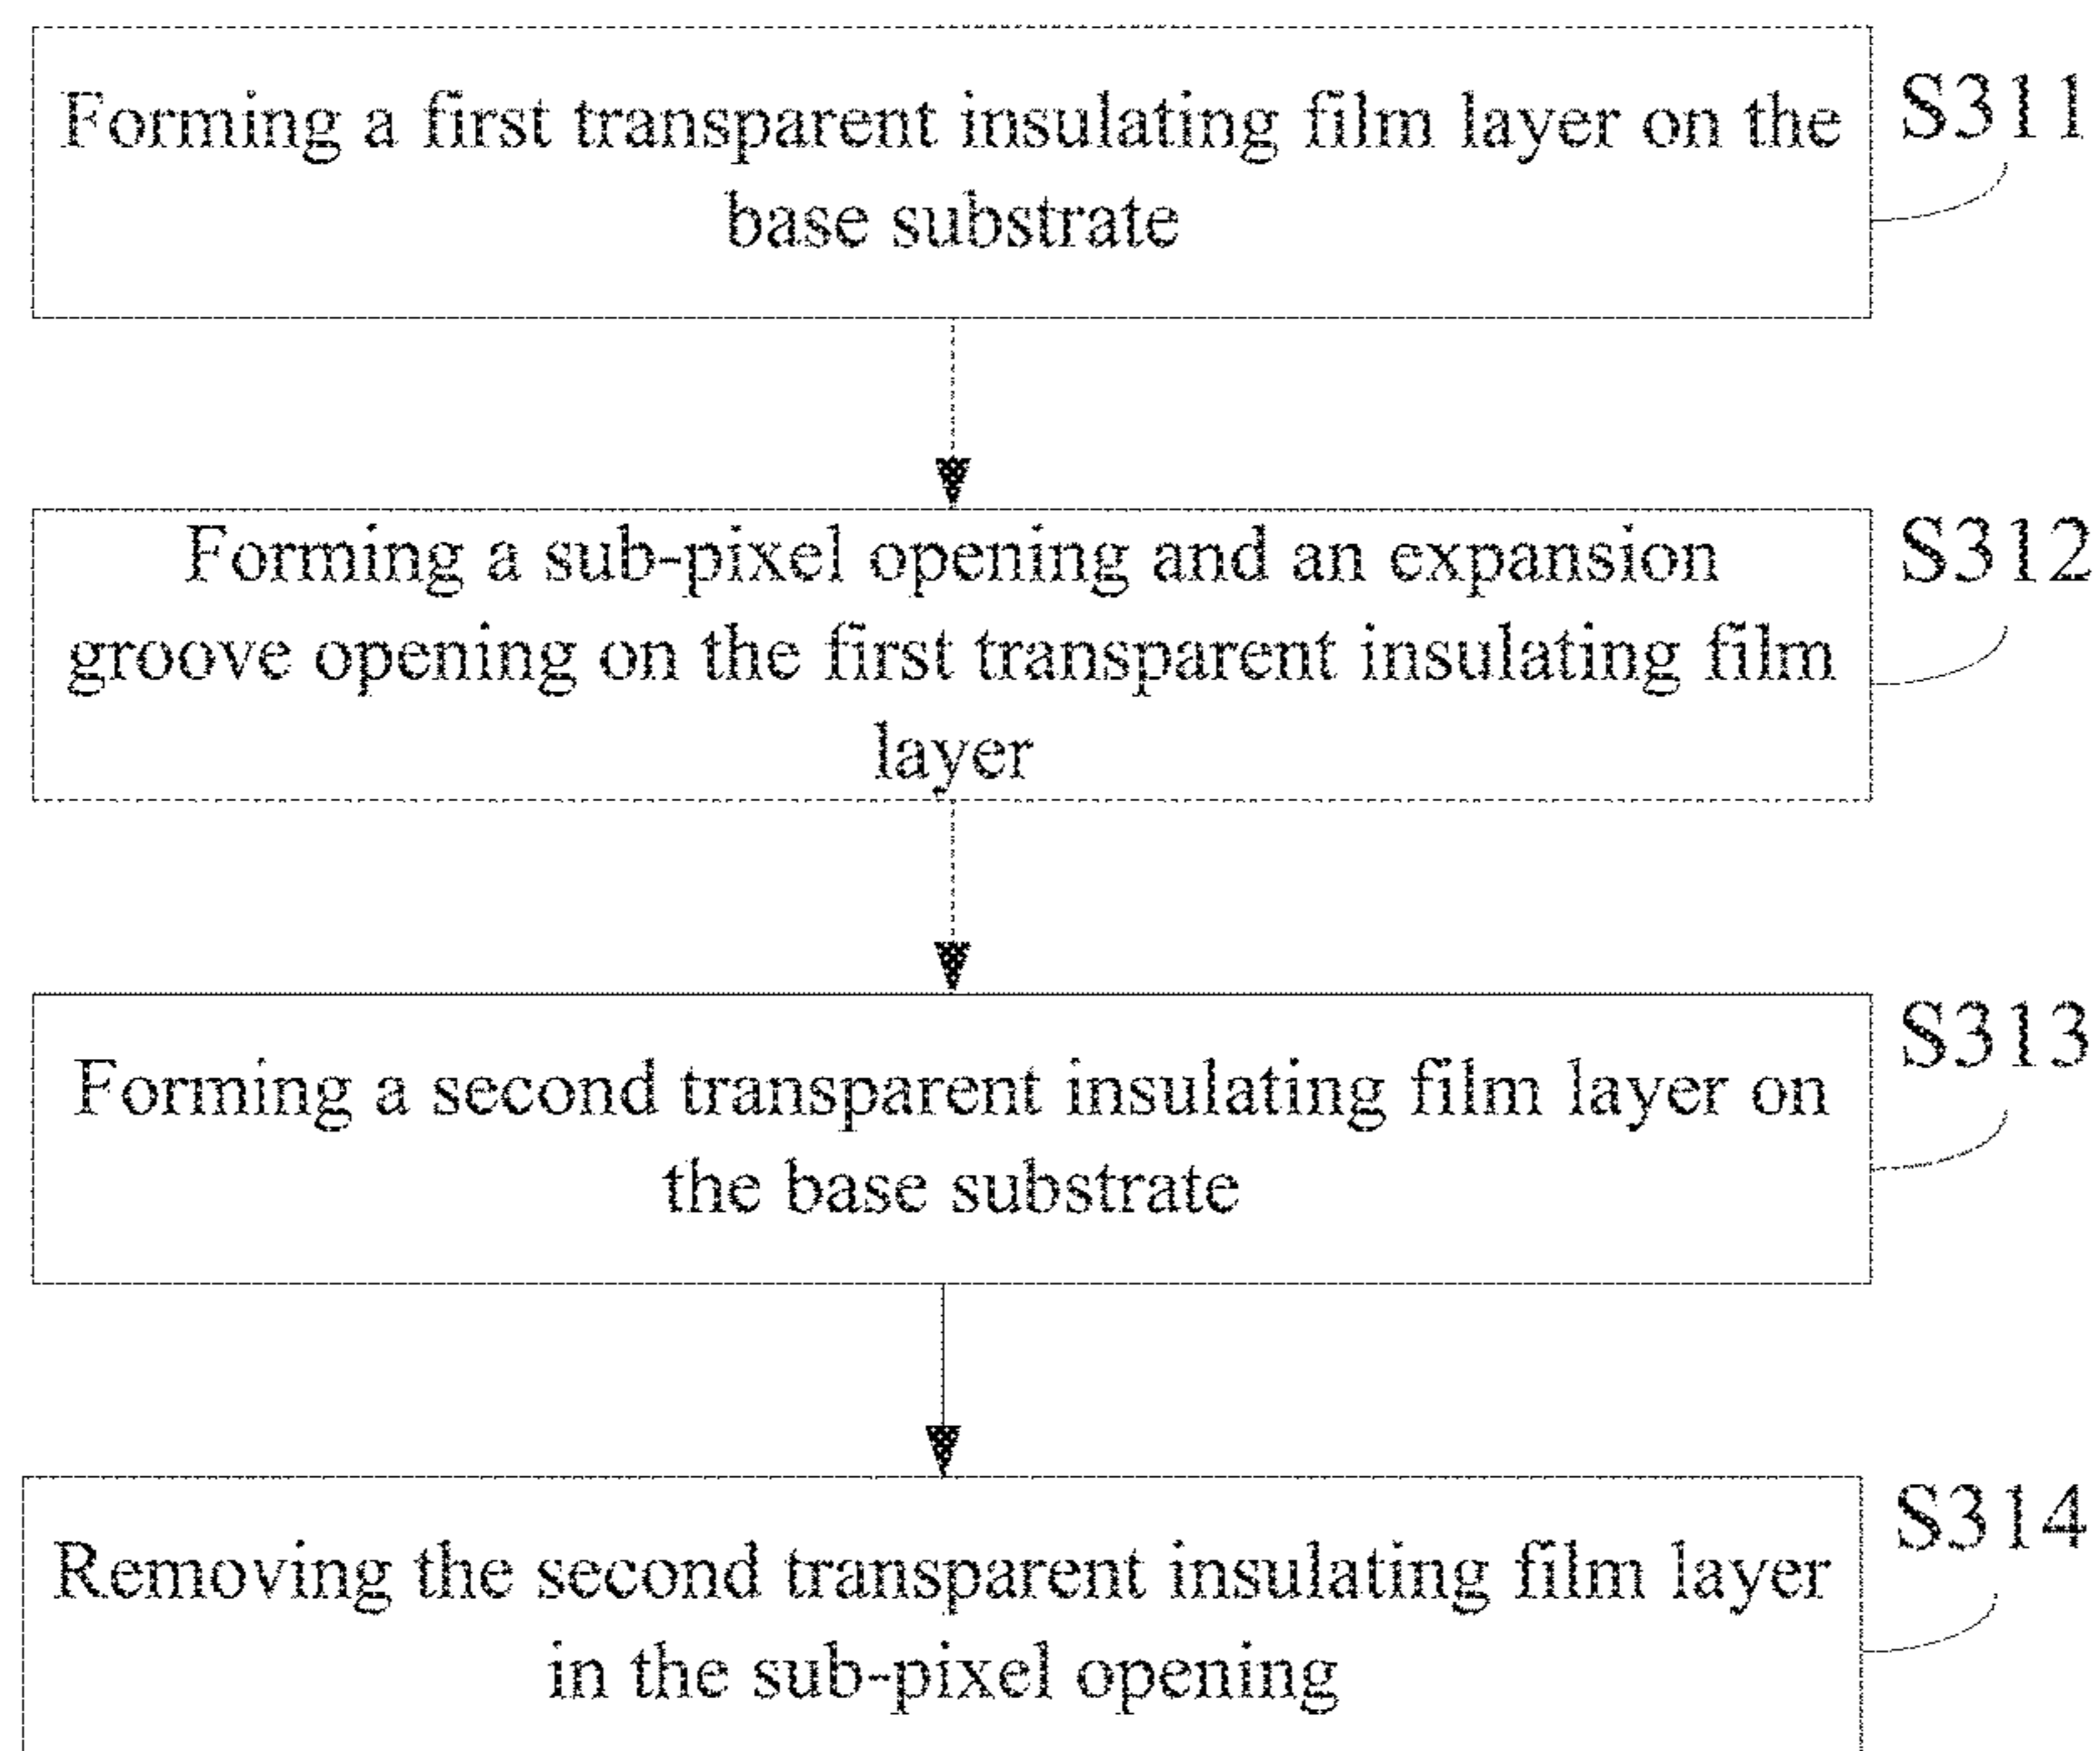 Forming a first transparent insulating film layer on the
base substrate
S311
Forming a sub-pixel opening and an expansion
groove opening on the first transparent insulating film
layer
S312
Forming a second transparent insulating film layer on
the base substrate
S313
Removing the second transparent insulating film layer
in the sub-pixel opening
S314